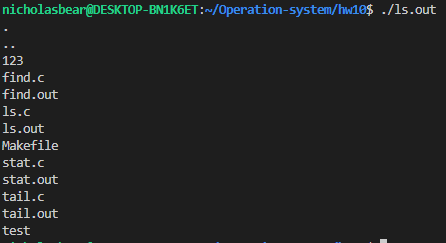 nicholasbear@DESKTOP-BN1K6ET:~/Operation-system/hw10$ ./ls.out
.
..
123
find.c
find.out
ls.c
ls.out
Makefile
stat.c
stat.out
tail.c
tail.out
test